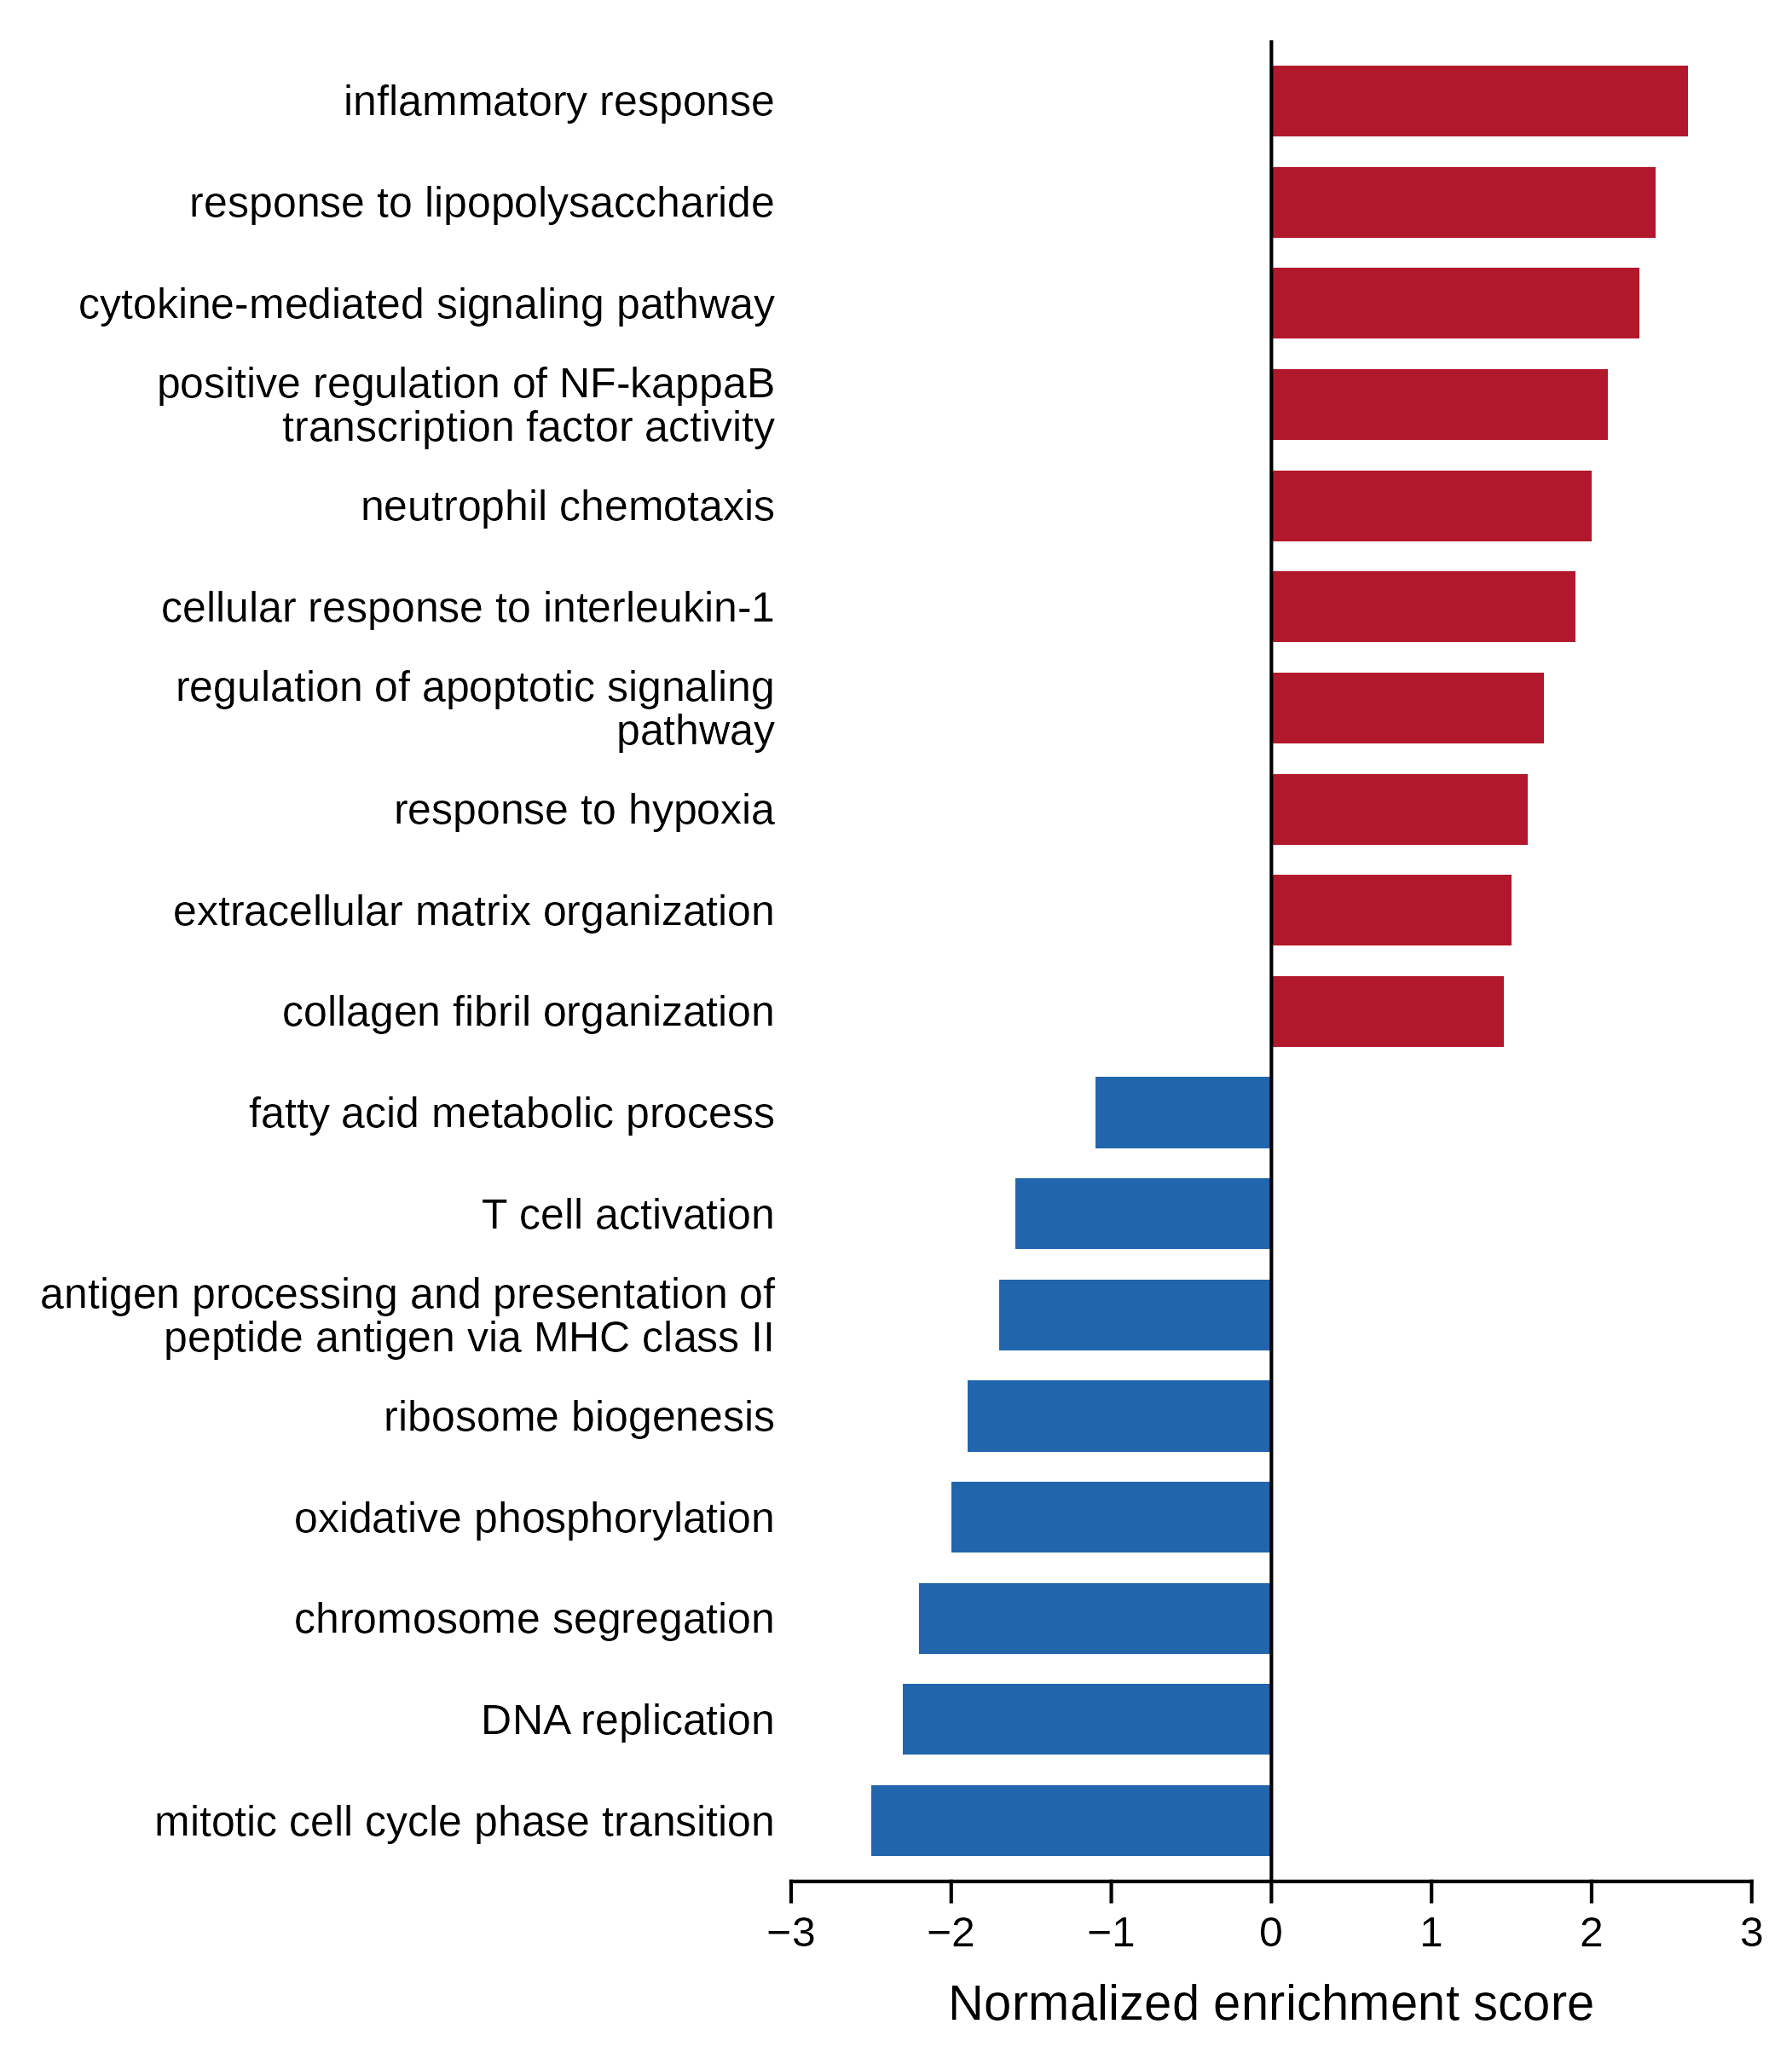 inflammatory response
response to lipopolysaccharide
cytokine-mediated signaling pathway
positive regulation of NF-kappaB
transcription factor activity
neutrophil chemotaxis
cellular response to interleukin-1
regulation of apoptotic signaling
pathway
response to hypoxia
extracellular matrix organization
collagen fibril organization
fatty acid metabolic process
T cell activation
antigen processing and presentation of
peptide antigen via MHC class II
ribosome biogenesis
oxidative phosphorylation
chromosome segregation
DNA replication
mitotic cell cycle phase transition
−3 −2 −1 0 1 2 3
Normalized enrichment score